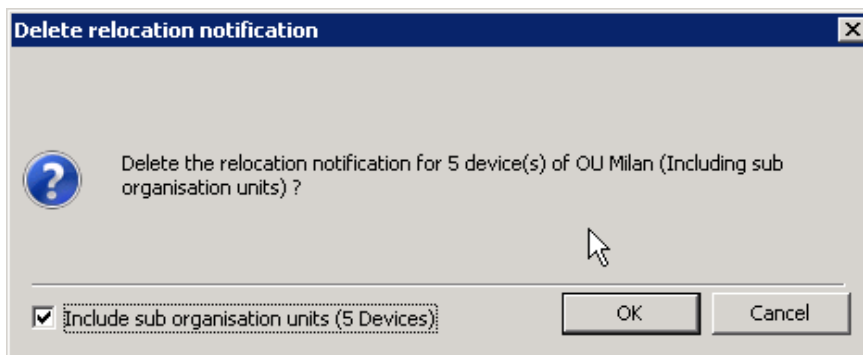 Delete relocation notification
Delete the relocation notification for 5 device(s) of OU Milan (Including sub
organisation units) ?
Include sub organisation units (5 Devices)
OK
Cancel